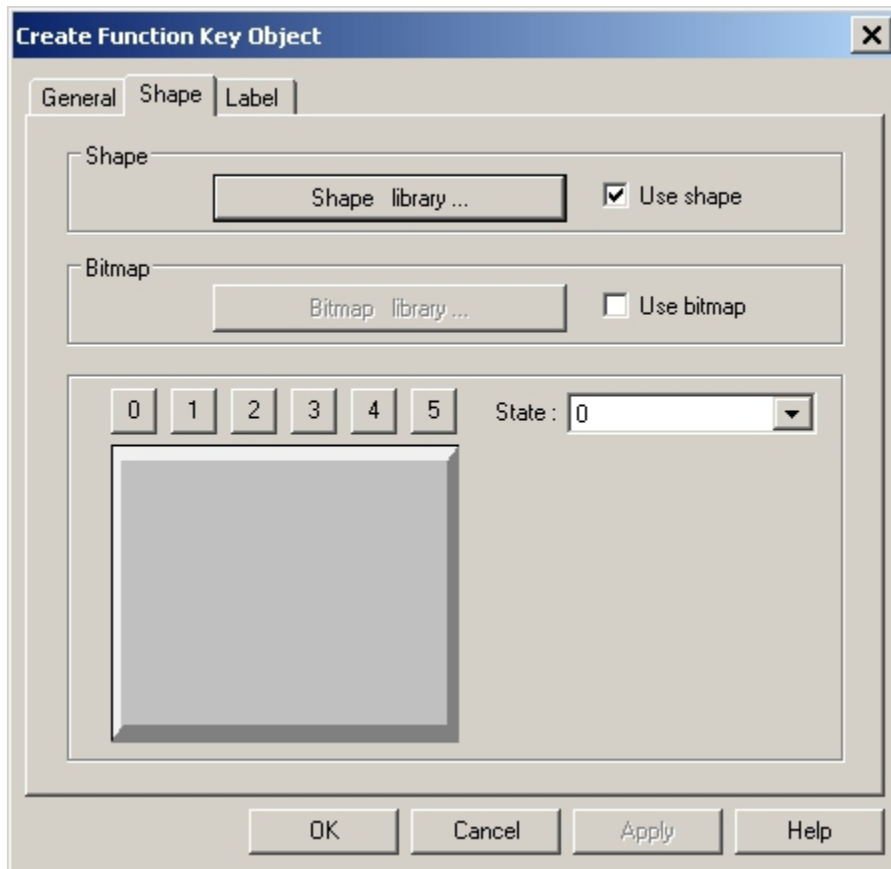 Create Function Key Object
General Shape Label
Shape
Shape library ... Use shape
Bitmap
Bitmap library ... Use bitmap
0 1 2 3 4 5 State : 0
OK Cancel Apply Help